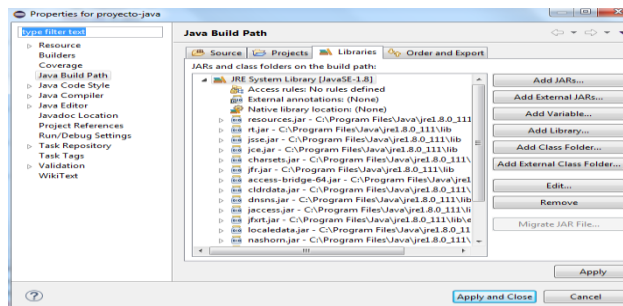 Properties for proyecto-java
type filter text
Resource
Builders
Coverage
Java Build Path
Java Code Style
Java Compiler
Java Editor
Javadoc Location
Project References
Run/Debug Settings
Task Repository
Task Tags
Validation
WikiText
Java Build Path
Source Projects Libraries Order and Export
JARs and class folders on the build path:
JRE System Library [JavaSE-1.8]
Access rules: No rules defined
External annotations: (None)
Native library location: (None)
resources.jar - C:\Program Files\Java\jre1.8.0_111
rt.jar - C:\Program Files\Java\jre1.8.0_111\lib
jsse.jar - C:\Program Files\Java\jre1.8.0_111\lib
jce.jar - C:\Program Files\Java\jre1.8.0_111\lib
charsets.jar - C:\Program Files\Java\jre1.8.0_111\
jfr.jar - C:\Program Files\Java\jre1.8.0_111\lib
access-bridge-64.jar - C:\Program Files\Java\jre1
cldrdata.jar - C:\Program Files\Java\jre1.8.0_111\
dnsns.jar - C:\Program Files\Java\jre1.8.0_111\
jaccess.jar - C:\Program Files\Java\jre1.8.0_111\li
jfxrt.jar - C:\Program Files\Java\jre1.8.0_111\lib\e
localedata.jar - C:\Program Files\Java\jre1.8.0_11
nashorn.jar - C:\Program Files\Java\jre1.8.0_111\
Add JARs...
Add External JARs...
Add Variable...
Add Library...
Add Class Folder...
Add External Class Folder...
Edit...
Remove
Migrate JAR File...
Apply
Apply and Close
Cancel